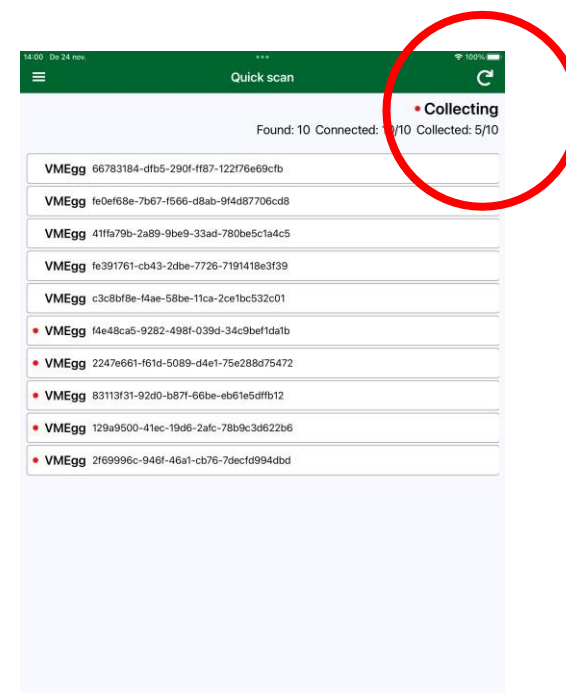 14:00 Do 24 nov. 100%
Quick scan
Collecting
Found: 10 Connected: 10/10 Collected: 5/10
VMEgg 66783184-dfb5-290f-ff87-122f76e69cfb
VMEgg fe0ef68e-7b67-f566-d8ab-9f4d87706cd8
VMEgg 41ffa79b-2a89-9be9-33ad-780be5c1a4c5
VMEgg fe391761-cb43-2dbe-7726-7191418e3f39
VMEgg c3c8bf8e-f4ae-58be-11ca-2ce1bc532c01
VMEgg f4e48ca5-9282-498f-039d-34c9bef1da1b
VMEgg 2247e661-f61d-5089-d4e1-75e288d75472
VMEgg 83113f31-92d0-b87f-66be-eb61e5dffb12
VMEgg 129a9500-41ec-19d6-2afc-78b9c3d622b6
VMEgg 2f69996c-946f-46a1-cb76-7decfd994dbd